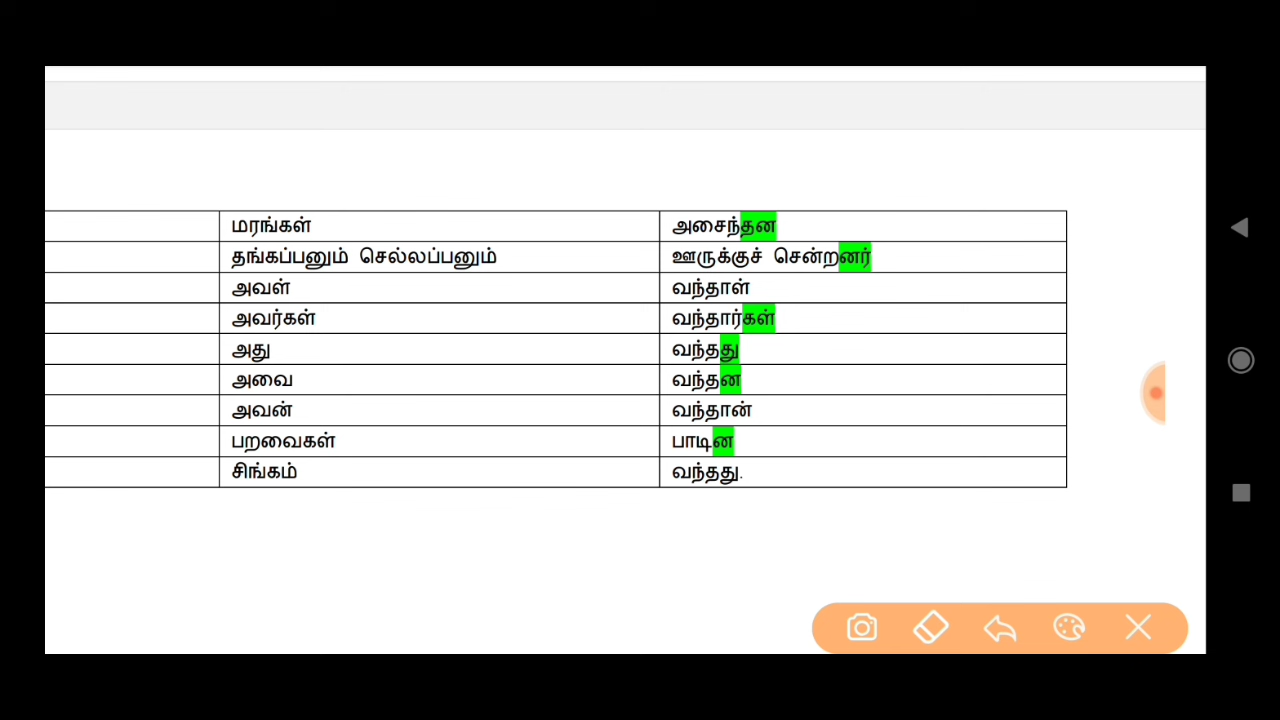 மரங்கள் அசைந்தன
தங்கப்பனும் செல்லப்பனும் ஊருக்குச் சென்றனர்
அவள் வந்தாள்
அவர்கள் வந்தார்கள்
அது வந்தது
அவை வந்தன
அவன் வந்தான்
பறவைகள் பாடின
சிங்கம் வந்தது.